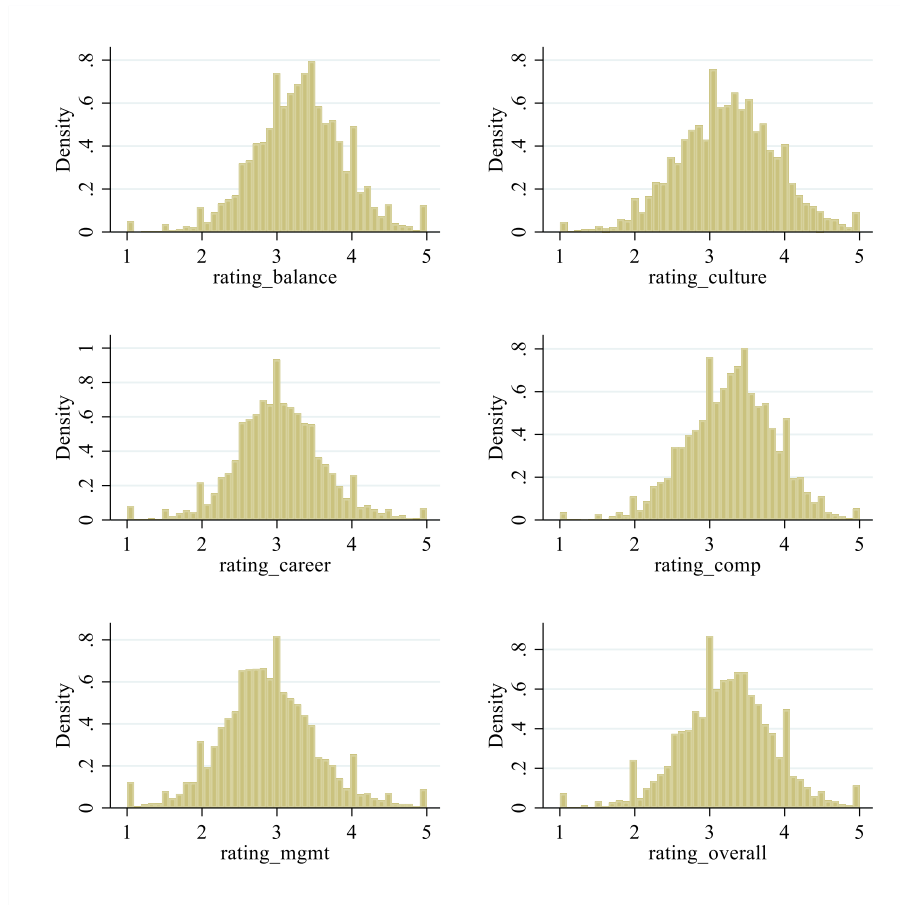 Density
0 .2 .4 .6 .8
1 2 3 4 5
rating_balance
Density
0 .2 .4 .6 .8
1 2 3 4 5
rating_culture
Density
0 .2 .4 .6 .8 1
1 2 3 4 5
rating_career
Density
0 .2 .4 .6 .8
1 2 3 4 5
rating_comp
Density
0 .2 .4 .6 .8
1 2 3 4 5
rating_mgmt
Density
0 .2 .4 .6 .8
1 2 3 4 5
rating_overall